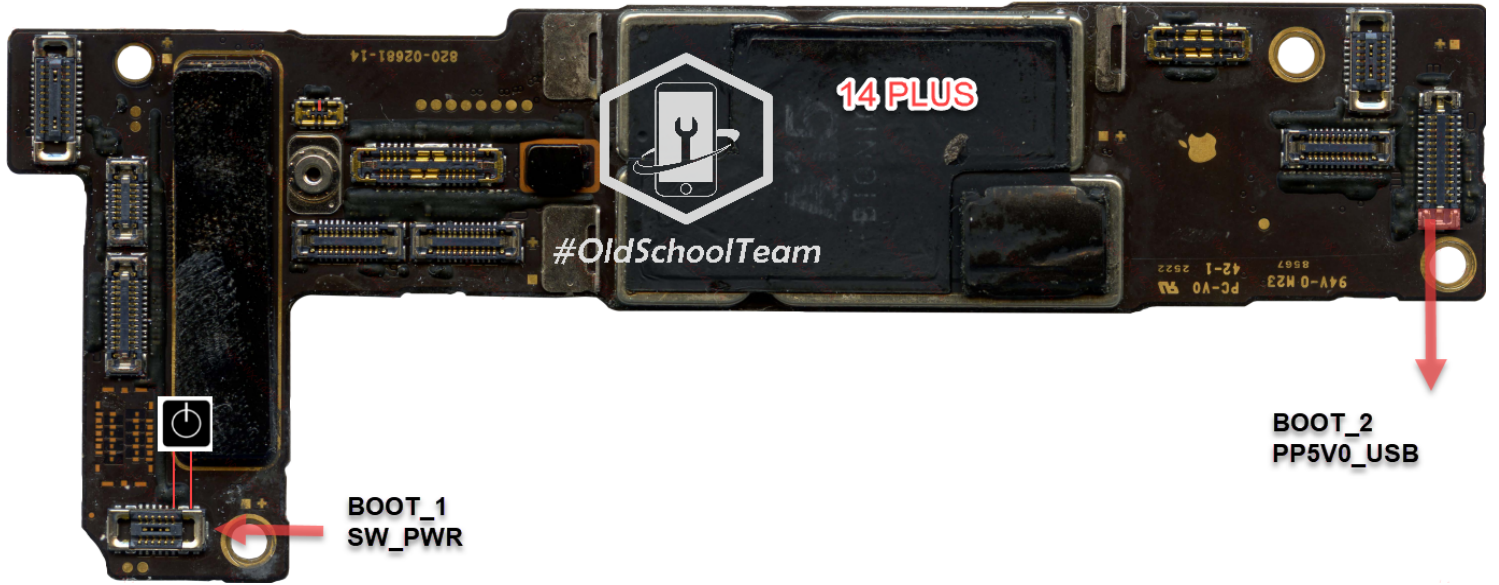 820-02681-14
14 PLUS
#OldSchoolTeam
94V-0 M23
8567
42-1
2522
PC-V0
BOOT_2
PP5V0_USB
BOOT_1
SW_PWR